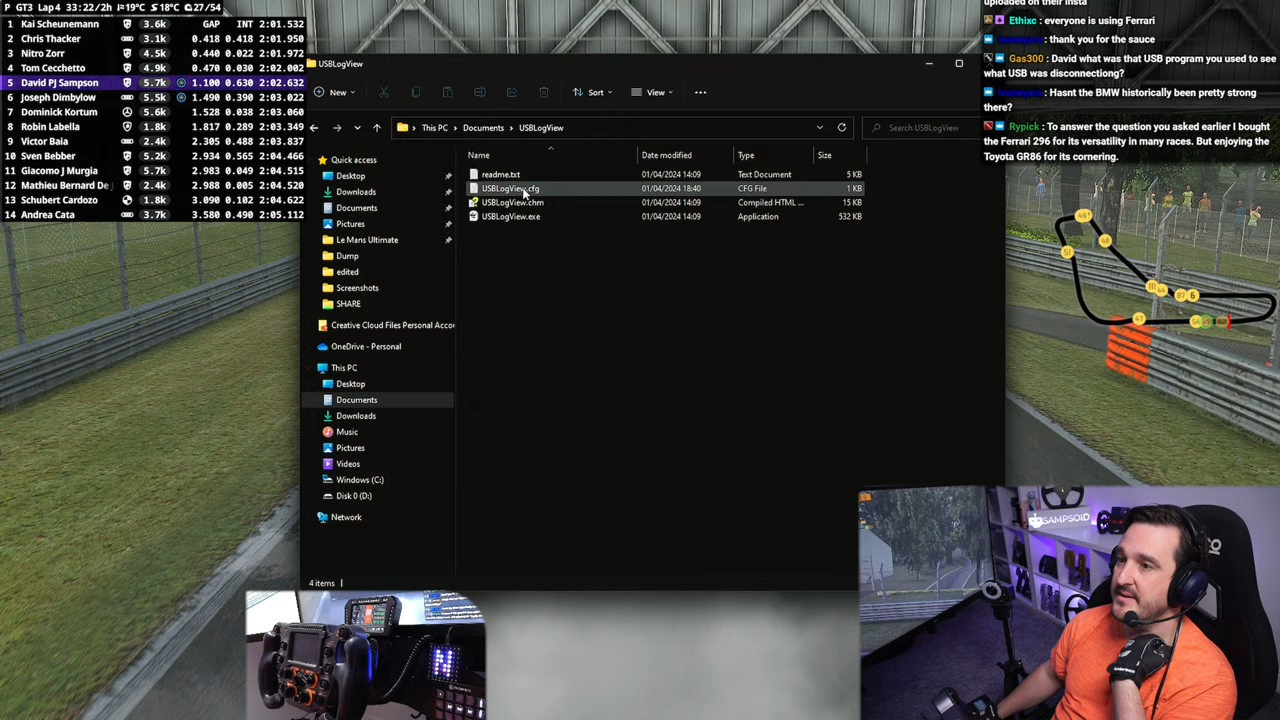 P GT3 Lap4 33:22/2h 19°C 18°C 27/54
GAP INT 2:01.532
1 Kai Scheunemann 3.6k
2 Chris Thacker 3.1k 0.418 0.418 2:01.950
3 Nitro Zorr 4.5k 0.440 0.022 2:01.972
4 Tom Cecchetto 4.9k 0.470 0.030 2:02.002
5 David PJ Sampson 5.7k 1.100 0.630 2:02.632
6 Joseph Dimbylow 5.5k 1.490 0.390 2:03.022
7 Dominick Kortum 5.6k 1.528 0.038 2:03.060
8 Robin Labella 1.8k 1.817 0.289 2:03.349
9 Victor Baia 2.4k 2.305 0.488 2:03.837
10 Sven Bebber 5.2k 2.934 0.565 2:04.466
11 Giacomo J Murgia 5.7k 2.983 0.049 2:04.515
12 Mathieu Bernard De 2.4k 2.988 0.005 2:04.520
13 Schubert Cardozo 1.8k 3.092 0.104 2:04.624
14 Andrea Cata 3.7k 3.580 0.490 2:05.112
USBLogView
New
Sort
View
This PC
Documents
USBLogView
Search USBLogView
Name
Date modified
Type
Size
readme.txt 01/04/2024 14:09 Text Document 5 KB
USBLogView.cfg 01/04/2024 18:40 CFG File 1 KB
USBLogView.chm 01/04/2024 14:09 Compiled HTML ... 15 KB
USBLogView.exe 01/04/2024 14:09 Application 532 KB
Quick access
Desktop
Downloads
Documents
Pictures
Le Mans Ultimate
Dump
edited
Screenshots
SHARE
Creative Cloud Files Personal Accou
OneDrive - Personal
This PC
Desktop
Documents
Downloads
Music
Pictures
Videos
Windows (C:)
Disk 0 (D:)
Network
4 items
uploaded on their insta
Ethixc : everyone is using Ferrari
: thank you for the sauce
Gas300 : David what was that USB program you used to see
what USB was disconnectiong?
: Hasnt the BMW historically been pretty strong
there?
Rypick : To answer the question you asked earlier I bought
the Ferrari 296 for its versatility in many races. But enjoying the
Toyota GR86 for its cornering.
49
48
51
44
87
6
47
SAMPSOID